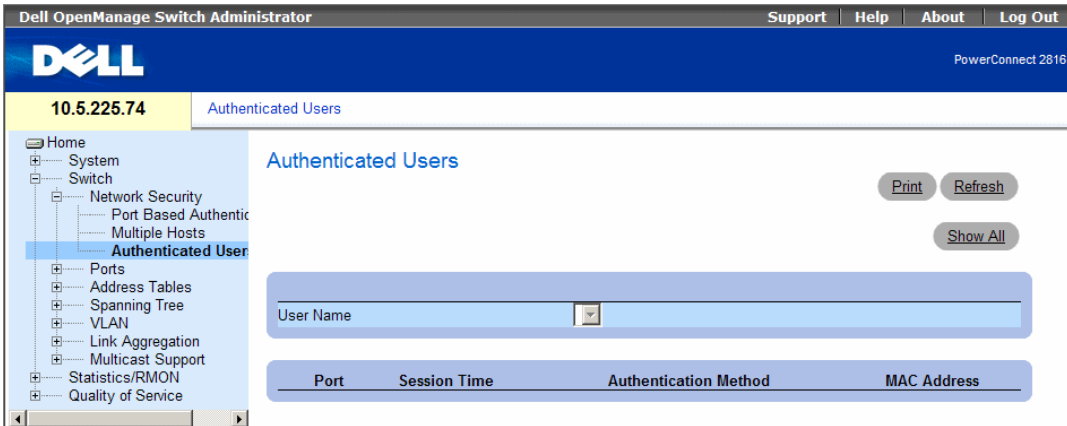 Dell OpenManage Switch Administrator
Support Help About Log Out
DELL
PowerConnect 2816
10.5.225.74
Authenticated Users
Home
System
Switch
Network Security
Port Based Authentic
Multiple Hosts
Authenticated User
Ports
Address Tables
Spanning Tree
VLAN
Link Aggregation
Multicast Support
Statistics/RMON
Quality of Service
Authenticated Users
Print Refresh
Show All
User Name
Port Session Time Authentication Method MAC Address